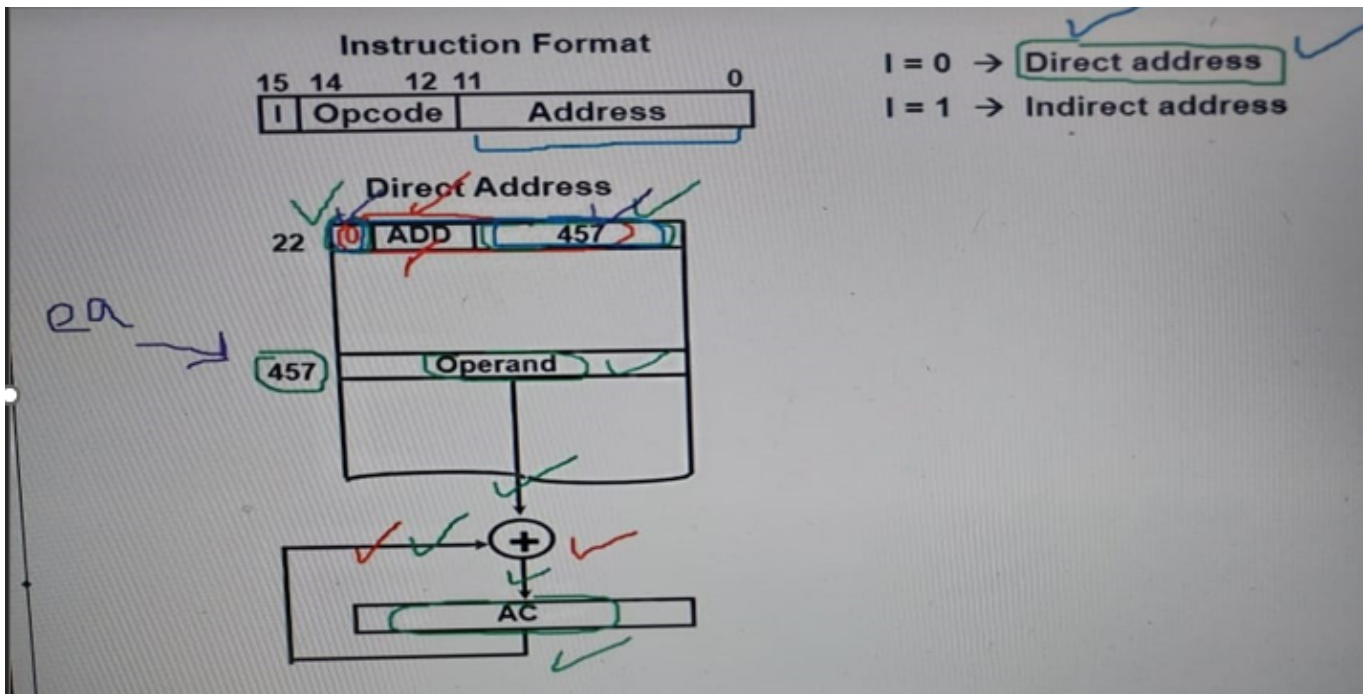 Instruction Format
15 14 12 11 0
I Opcode Address
I = 0 → Direct address
I = 1 → Indirect address
Direct Address
22 0 ADD 457
ea
457 Operand
+
AC